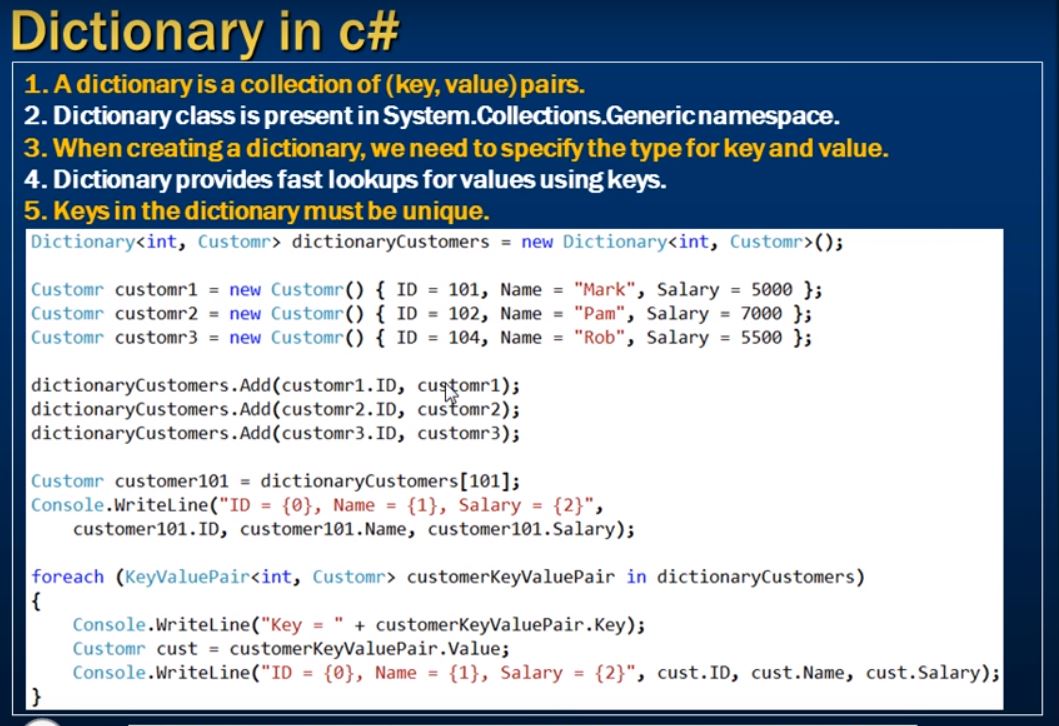 Dictionary in c#
1. A dictionary is a collection of (key, value) pairs.
2. Dictionary class is present in System.Collections.Generic namespace.
3. When creating a dictionary, we need to specify the type for key and value.
4. Dictionary provides fast lookups for values using keys.
5. Keys in the dictionary must be unique.
Dictionary<int, Customr> dictionaryCustomers = new Dictionary<int, Customr>();
Customr customr1 = new Customr() { ID = 101, Name = "Mark", Salary = 5000 };
Customr customr2 = new Customr() { ID = 102, Name = "Pam", Salary = 7000 };
Customr customr3 = new Customr() { ID = 104, Name = "Rob", Salary = 5500 };
dictionaryCustomers.Add(customr1.ID, customr1);
dictionaryCustomers.Add(customr2.ID, customr2);
dictionaryCustomers.Add(customr3.ID, customr3);
Customr customer101 = dictionaryCustomers[101];
Console.WriteLine("ID = {0}, Name = {1}, Salary = {2}",
customer101.ID, customer101.Name, customer101.Salary);
foreach (KeyValuePair<int, Customr> customerKeyValuePair in dictionaryCustomers)
{
Console.WriteLine("Key = " + customerKeyValuePair.Key);
Customr cust = customerKeyValuePair.Value;
Console.WriteLine("ID = {0}, Name = {1}, Salary = {2}", cust.ID, cust.Name, cust.Salary);
}